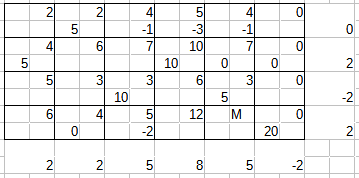 2 2 4 5 4 0
5 -1 -3 -1 0
4 6 7 10 7 0
5 10 0 0 2
5 3 3 6 3 0
10 5 -2
6 4 5 12 M 0
0 -2 20 2
2 2 5 8 5 -2